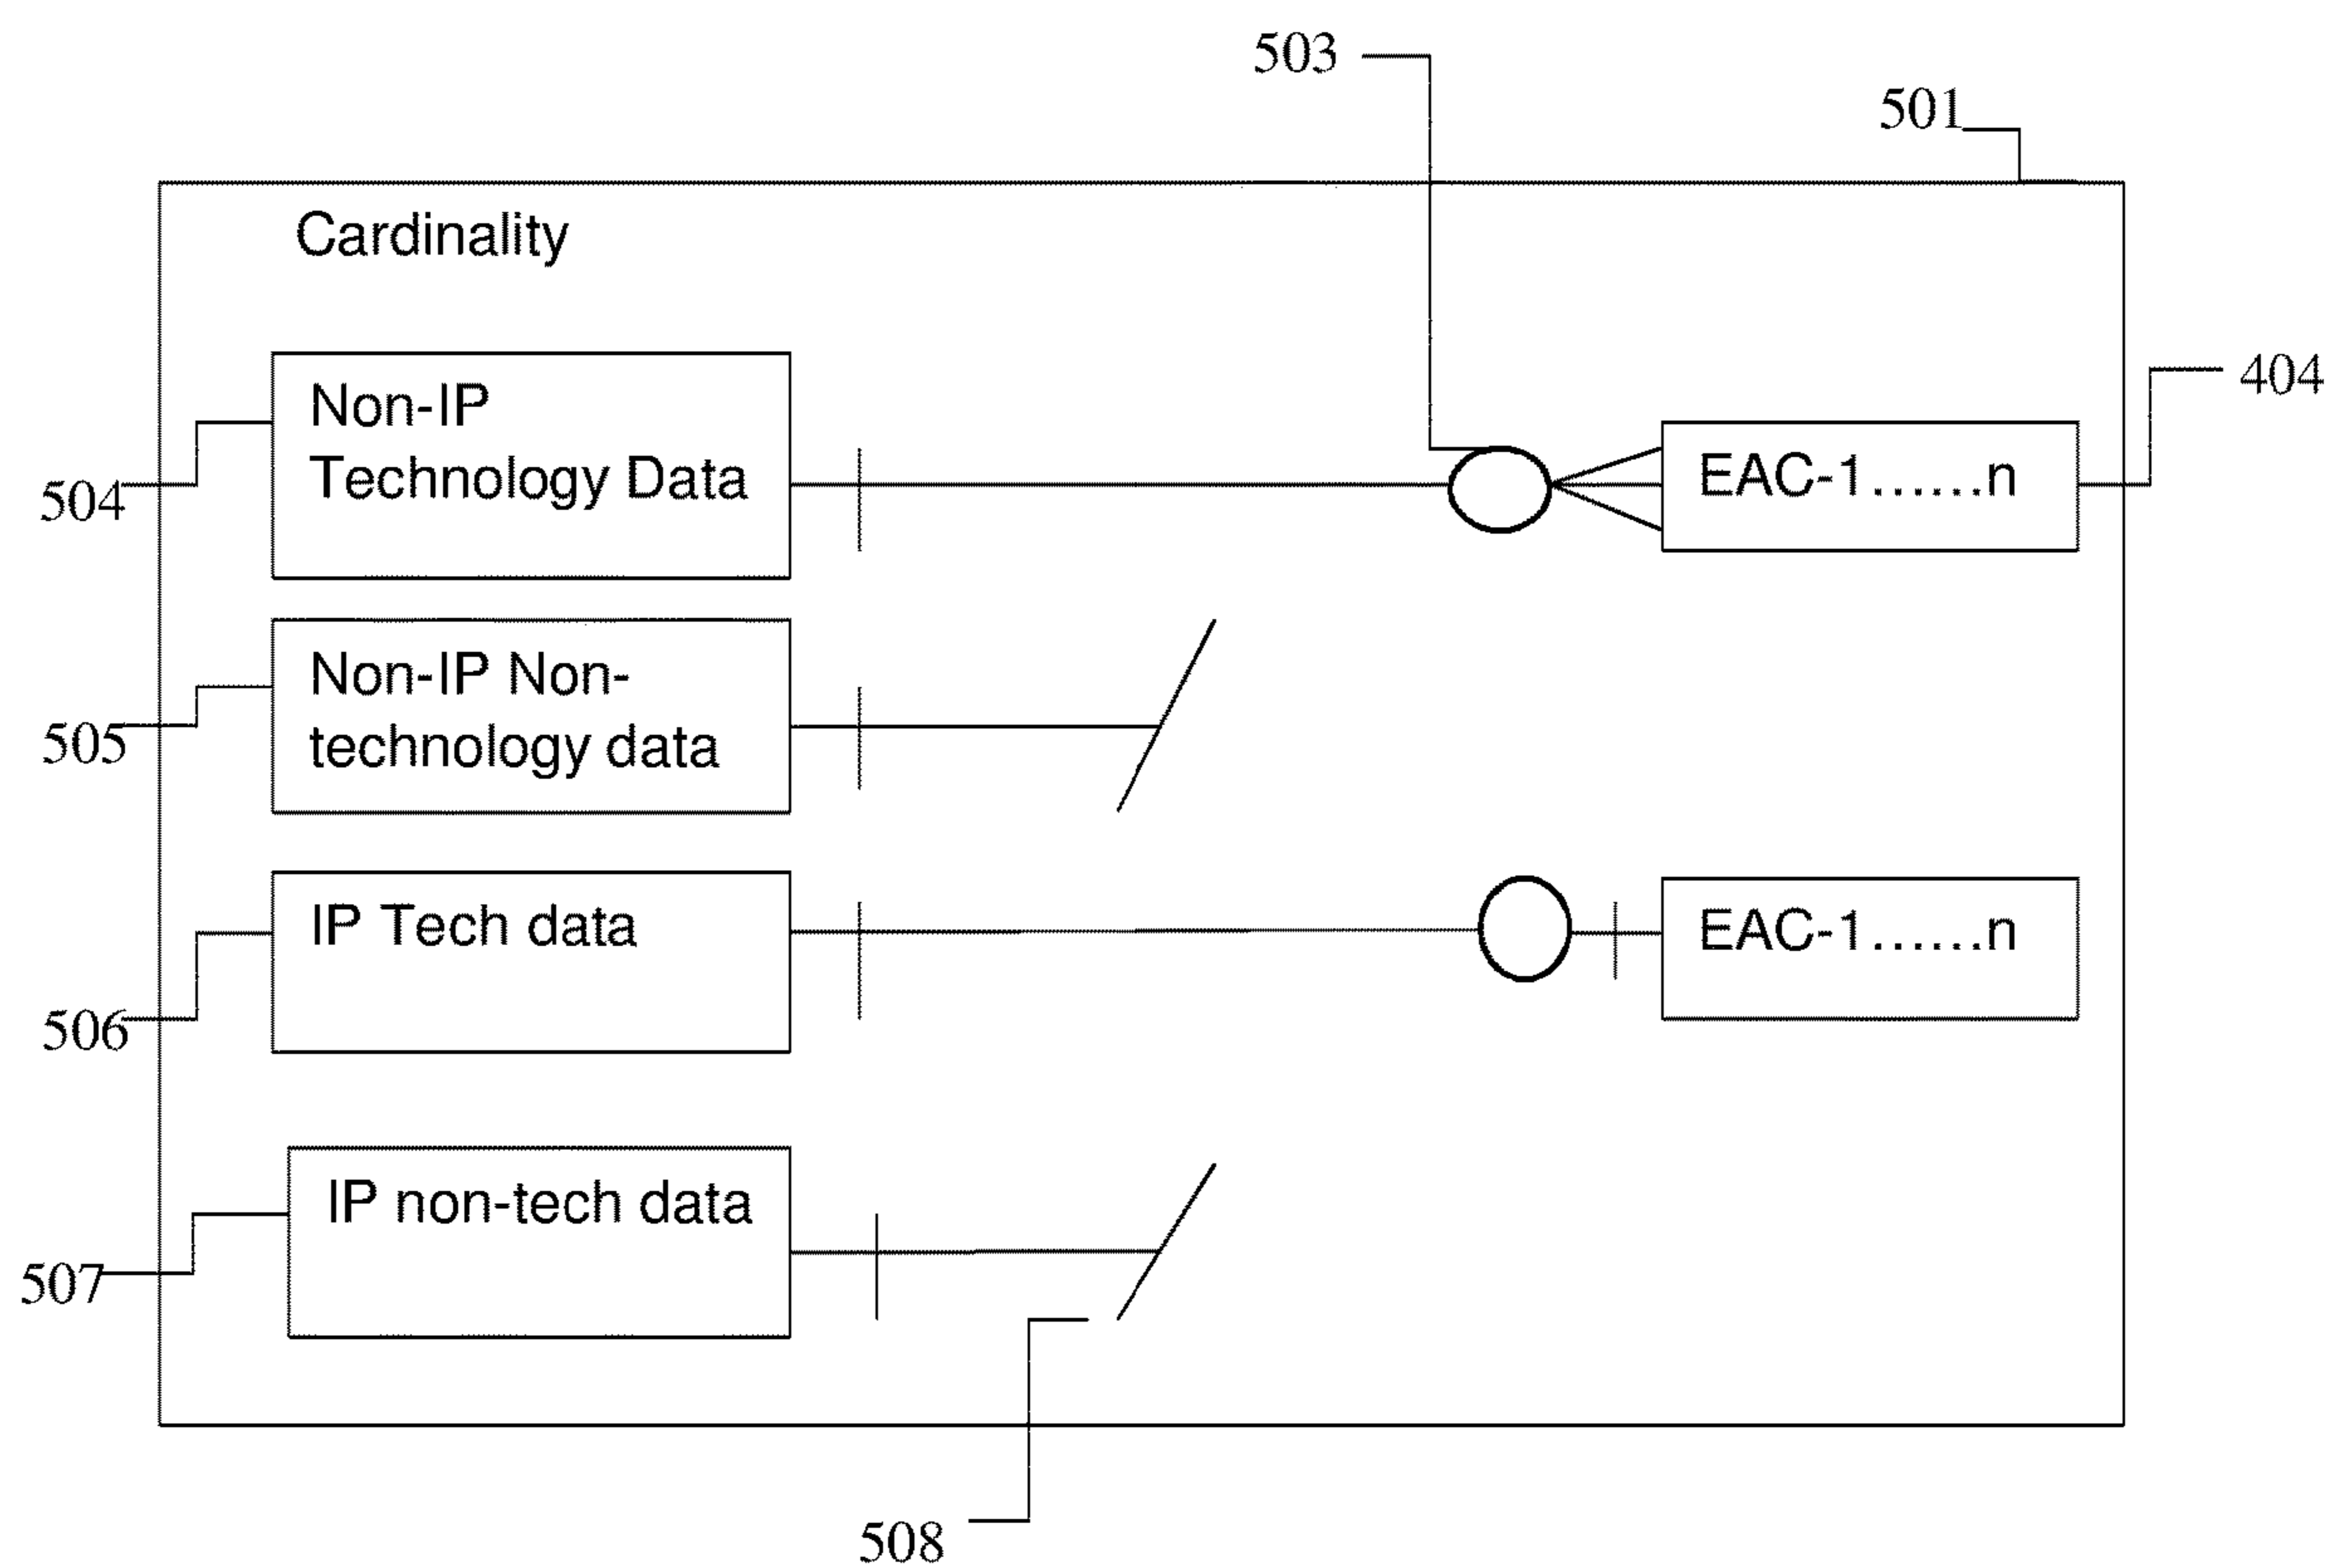 503
501
Cardinality
404
Non-IP
Technology Data
EAC-1......n
504
Non-IP Non-
technology data
505
IP Tech data
EAC-1......n
506
IP non-tech data
507
508